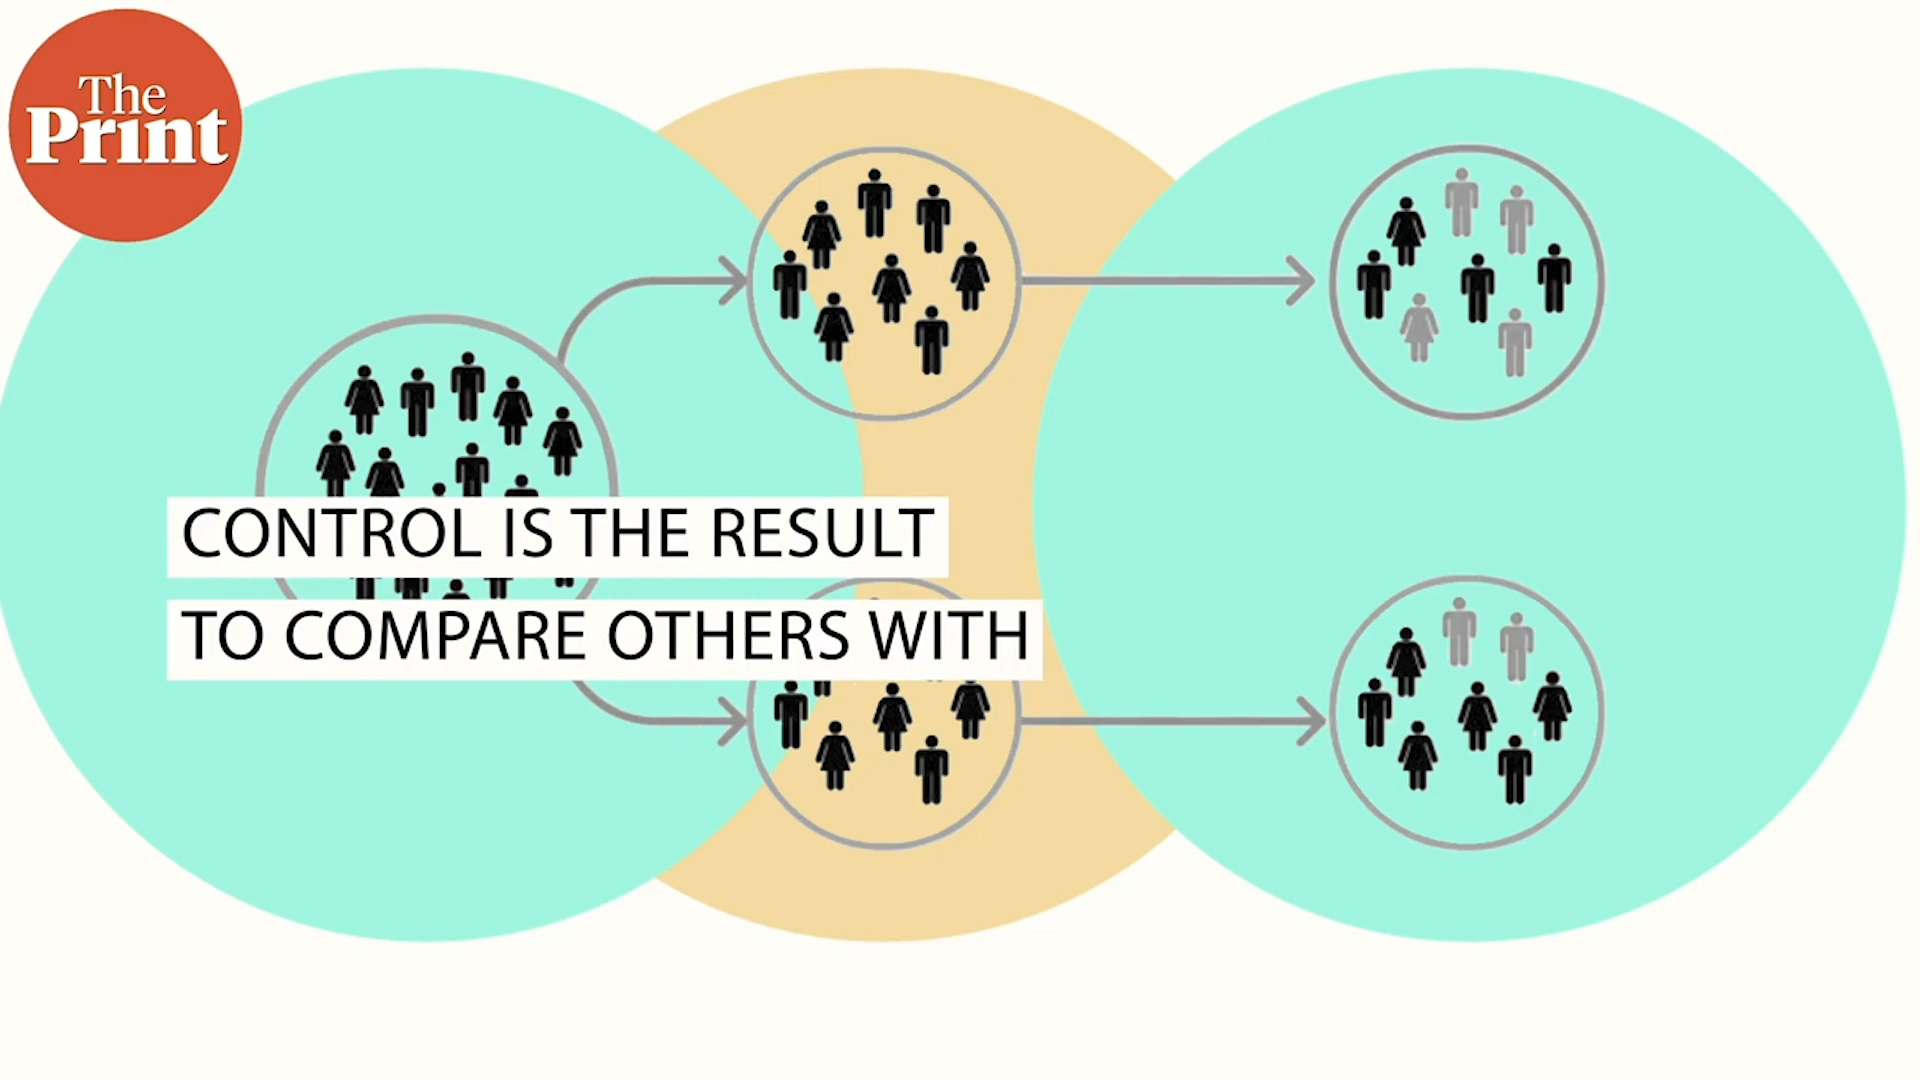 The
Print
CONTROL IS THE RESULT
TO COMPARE OTHERS WITH